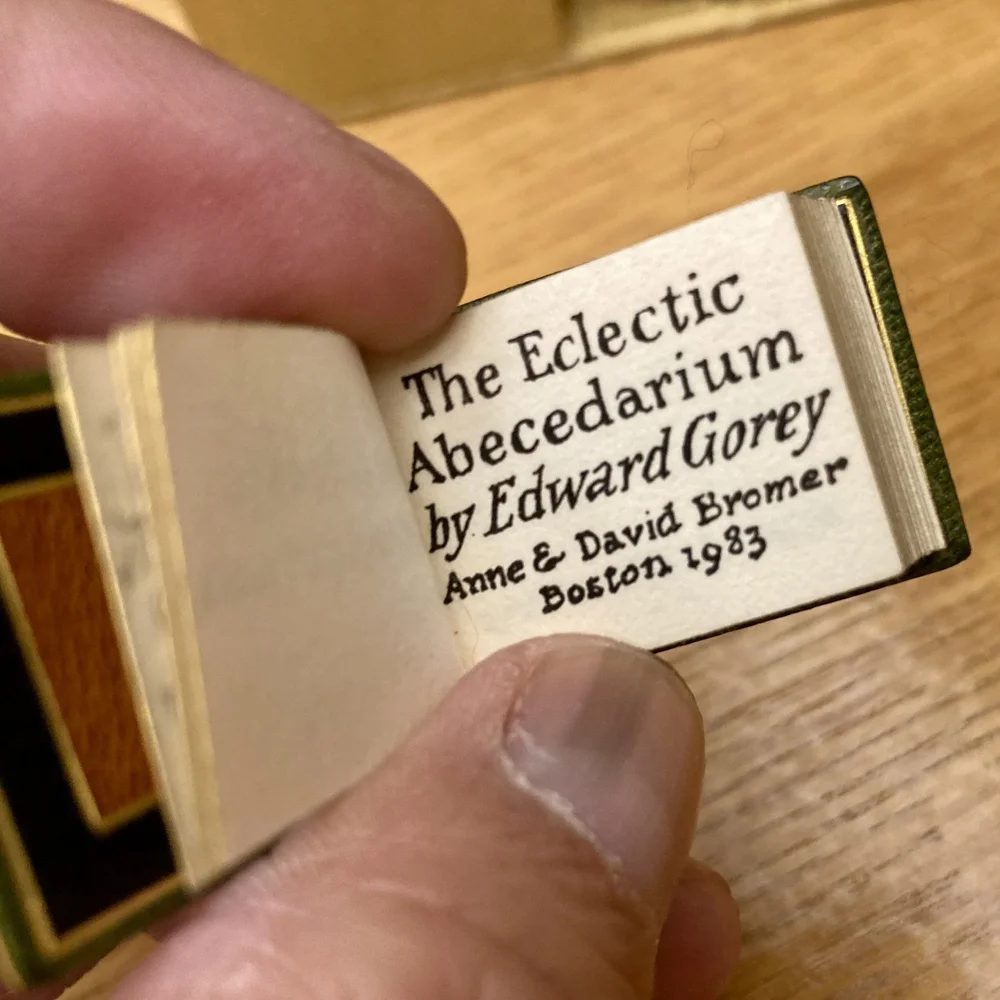 The Eclectic
Abecedarium
by Edward Gorey
Anne & David Bromer
Boston 1983